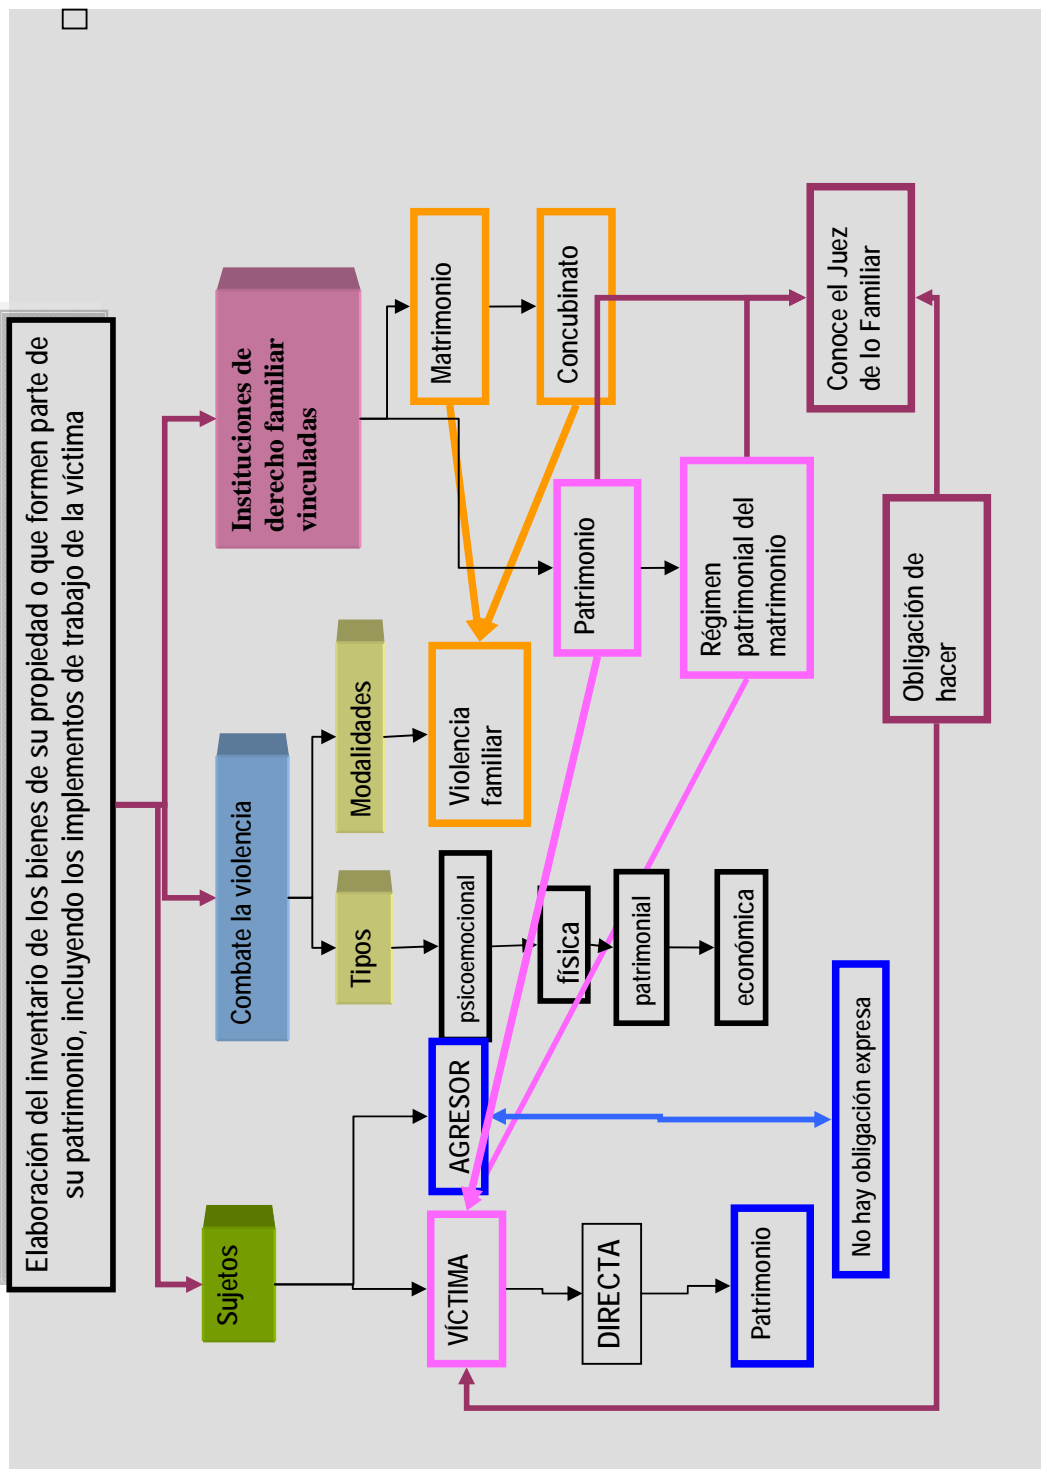 Elaboración del inventario de los bienes de su propiedad o que formen parte de
su patrimonio, incluyendo los implementos de trabajo de la víctima
Sujetos
Combate la violencia
Instituciones de
derecho familiar
vinculadas
Tipos
Modalidades
Matrimonio
Concubinato
VÍCTIMA
AGRESOR
psicoemocional
física
patrimonial
económica
Violencia
familiar
Patrimonio
Régimen
patrimonial del
matrimonio
Conoce el Juez
de lo Familiar
DIRECTA
Patrimonio
No hay obligación expresa
Obligación de
hacer